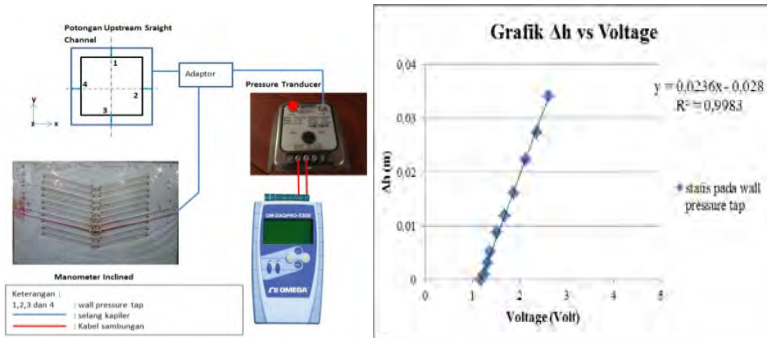 Potongan Upstream Sraight
Channel
1
4
2
3
y
z
x
Adaptor
Pressure Tranducer
OM-DAQPRO-5300
OMEGA
Manometer Inclined
Keterangan :
1,2,3 dan 4 : wall pressure tap
: selang kapiler
: Kabel sambungan
Grafik Δh vs Voltage
0,04
0,03
0,02
0,01
0
Δh (m)
y = 0,0236x - 0,028
R² = 0,9983
statis pada wall
pressure tap
0 1 2 3 4 5
Voltage (Volt)